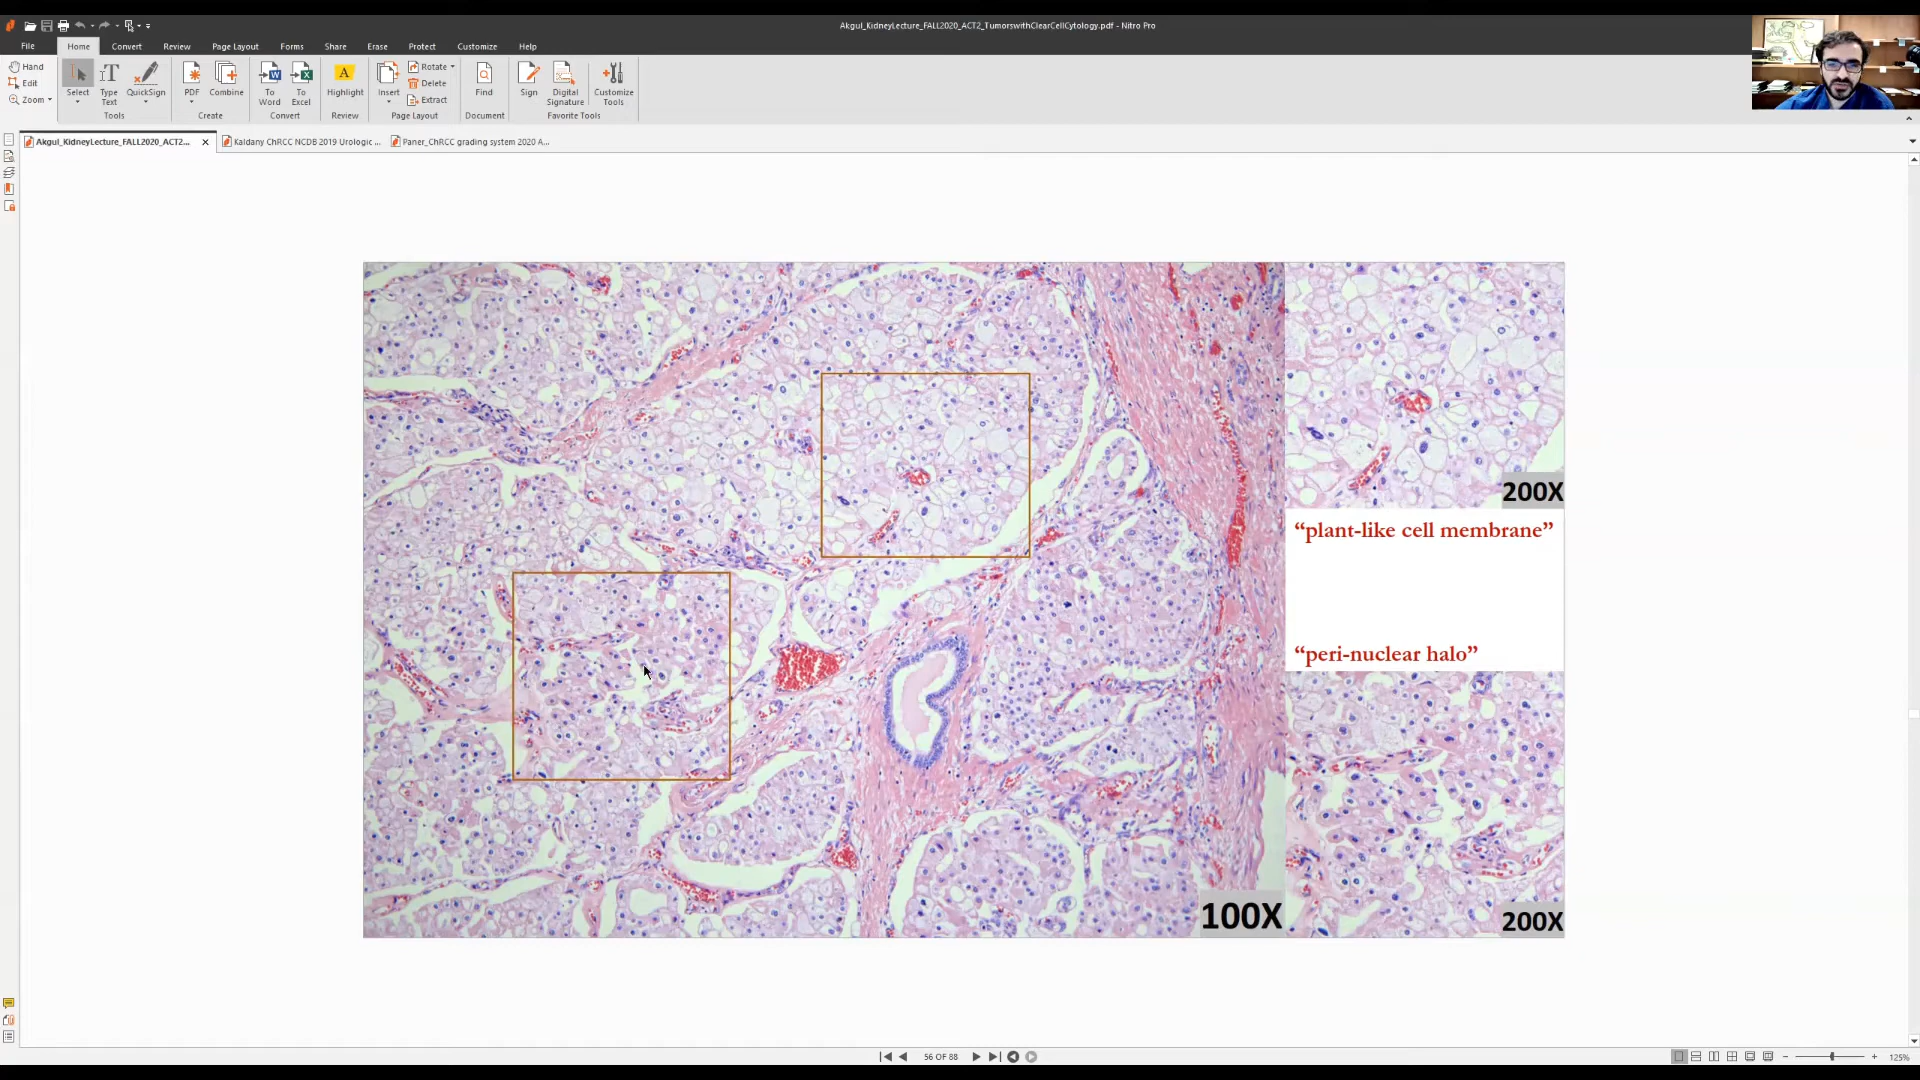 Akgul_KidneyLecture_FALL2020_ACT2_TumorswithClearCellCytology.pdf - Nitro Pro
File Home Convert Review Page Layout Forms Share Erase Protect Customize Help
Hand
Edit
Zoom
Select
Type Text
QuickSign
Tools
PDF
Combine
Create
To Word
To Excel
Convert
Highlight
Review
Insert
Rotate
Delete
Extract
Page Layout
Find
Document
Sign
Digital Signature
Customize Tools
Favorite Tools
Akgul_KidneyLecture_FALL2020_ACT2...
Kaldany ChRCC NCDB 2019 Urologic ...
Paner_ChRCC grading system 2020 A...
200X
“plant-like cell membrane”
“peri-nuclear halo”
100X
200X
56 OF 88
125%